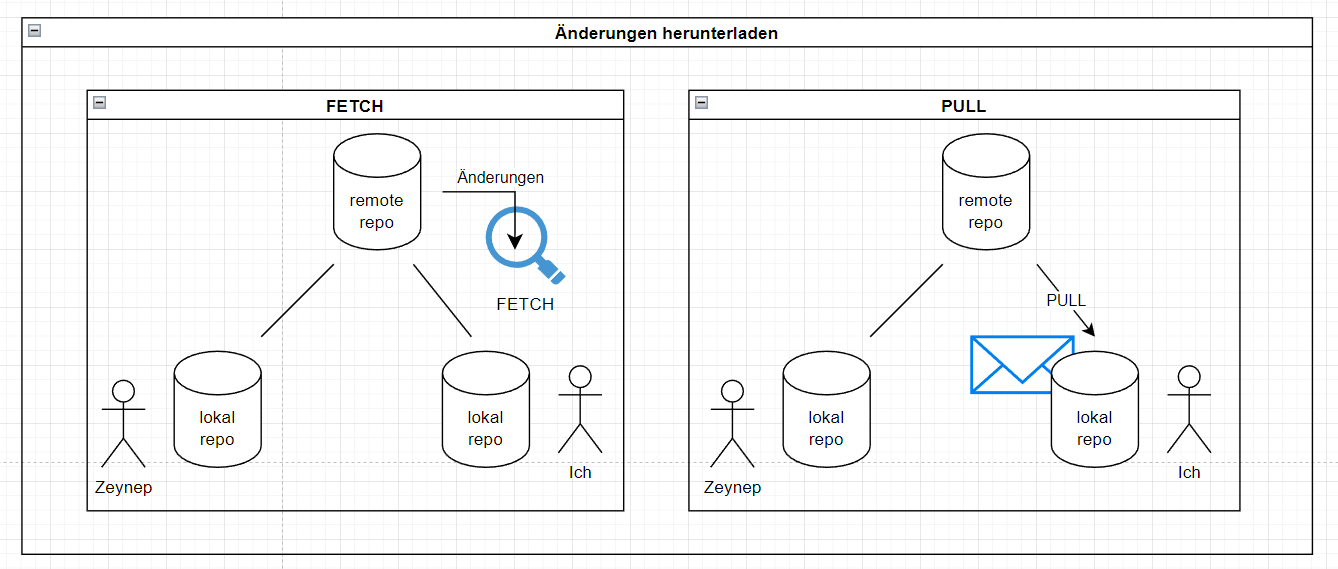 Änderungen herunterladen
FETCH
remote
repo
Änderungen
FETCH
lokal
repo
Zeynep
lokal
repo
Ich
PULL
remote
repo
PULL
lokal
repo
Zeynep
lokal
repo
Ich